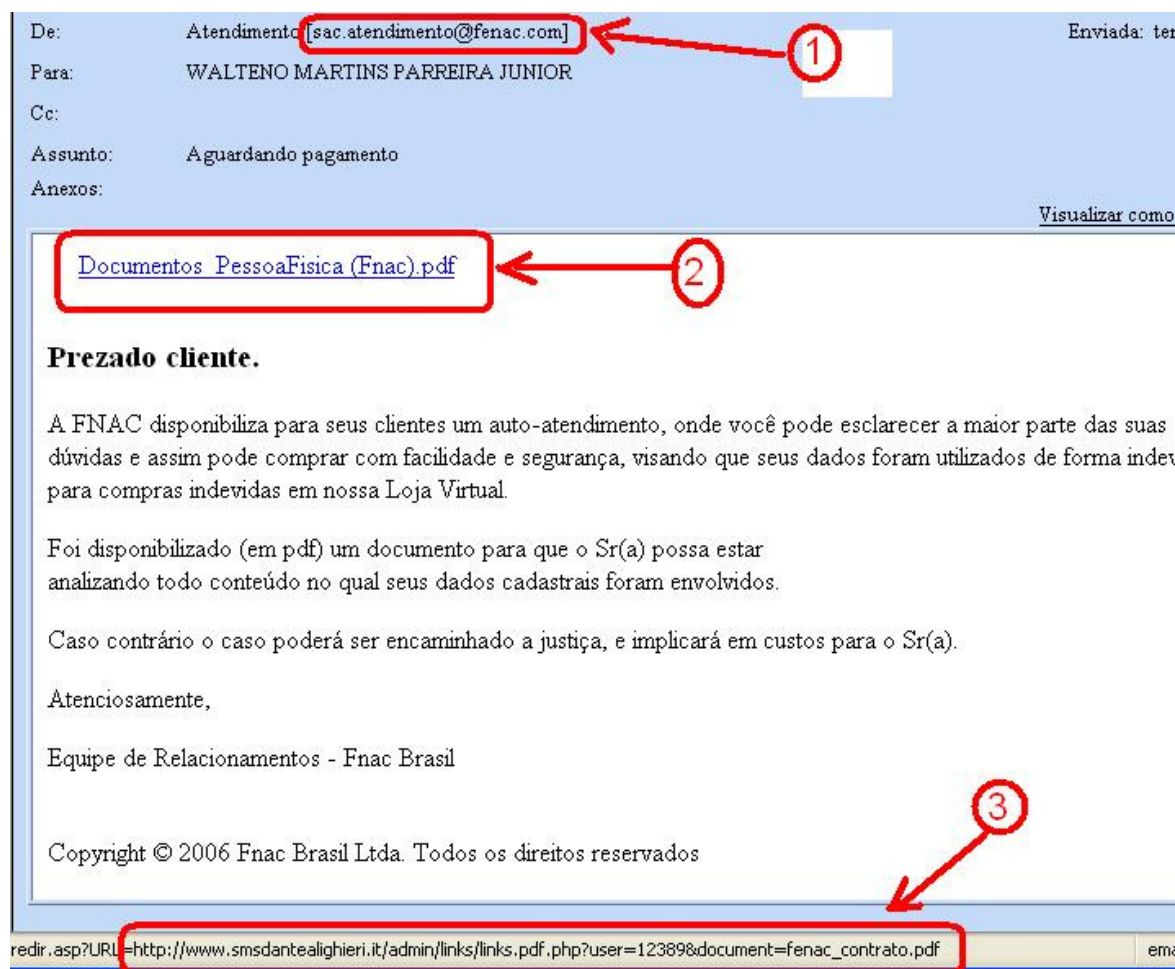 De: Atendimento [sac.atendimento@fenac.com] Enviada: ter
1
Para: WALTENO MARTINS PARREIRA JUNIOR
Cc:
Assunto: Aguardando pagamento
Anexos:
Visualizar como
Documentos_PessoaFisica (Fnac).pdf
2
Prezado cliente.
A FNAC disponibiliza para seus clientes um auto-atendimento, onde você pode esclarecer a maior parte das suas
dúvidas e assim pode comprar com facilidade e segurança, visando que seus dados foram utilizados de forma indev
para compras indevidas em nossa Loja Virtual.
Foi disponibilizado (em pdf) um documento para que o Sr(a) possa estar
analizando todo conteúdo no qual seus dados cadastrais foram envolvidos.
Caso contrário o caso poderá ser encaminhado a justiça, e implicará em custos para o Sr(a).
Atenciosamente,
Equipe de Relacionamentos - Fnac Brasil
3
Copyright © 2006 Fnac Brasil Ltda. Todos os direitos reservados
redir.asp?URL=http://www.smsdantealighieri.it/admin/links/links.pdf.php?user=12389&document=fenac_contrato.pdf ema